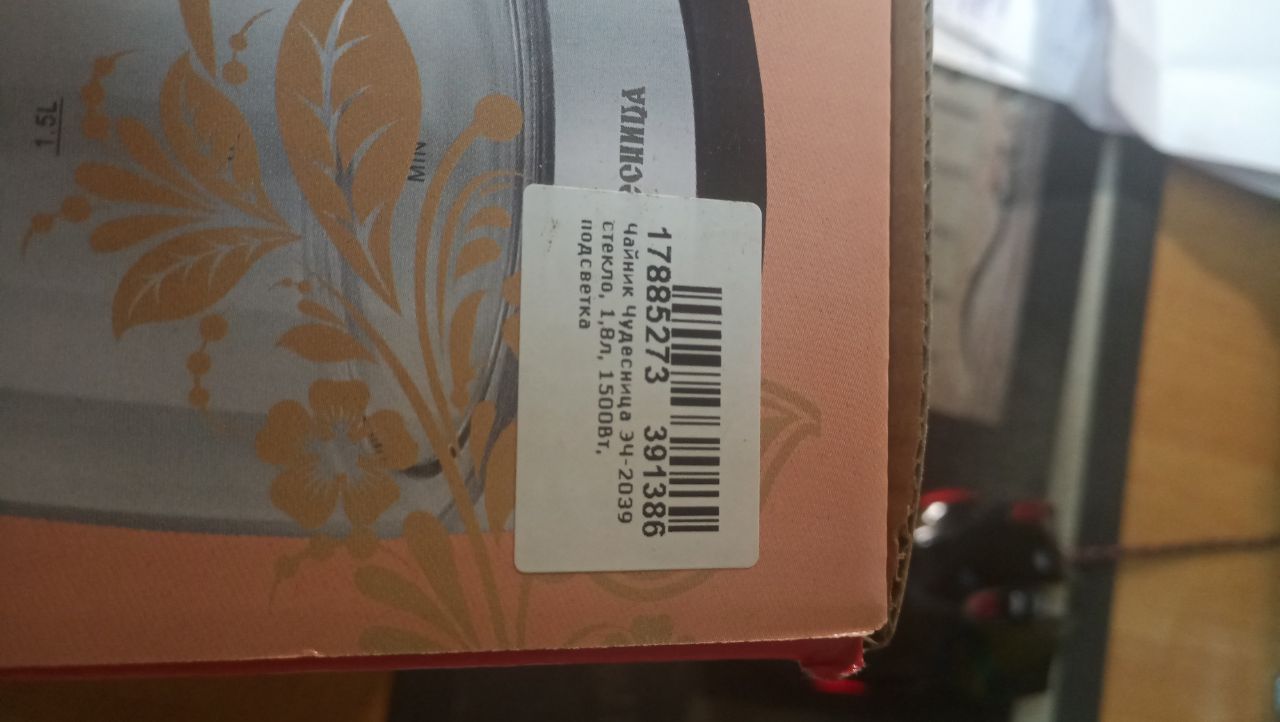 17885273 391386
Чайник Чудесница ЭЧ-2039
стекло, 1,8л, 1500Вт,
подсветка
1.5L
MIN